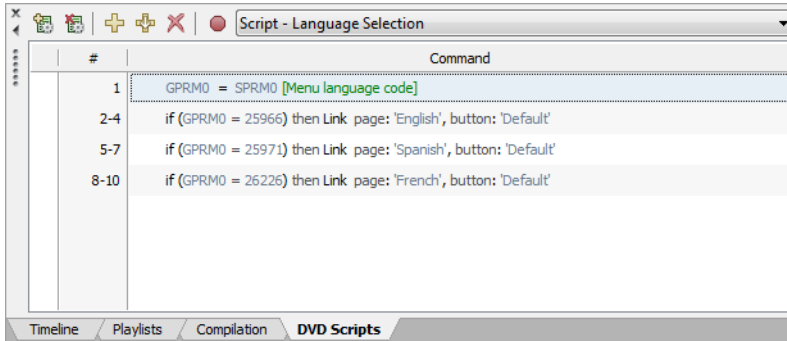 Script - Language Selection
# Command
1 GPRM0 = SPRM0 [Menu language code]
2-4 if (GPRM0 = 25966) then Link page: 'English', button: 'Default'
5-7 if (GPRM0 = 25971) then Link page: 'Spanish', button: 'Default'
8-10 if (GPRM0 = 26226) then Link page: 'French', button: 'Default'
Timeline Playlists Compilation DVD Scripts